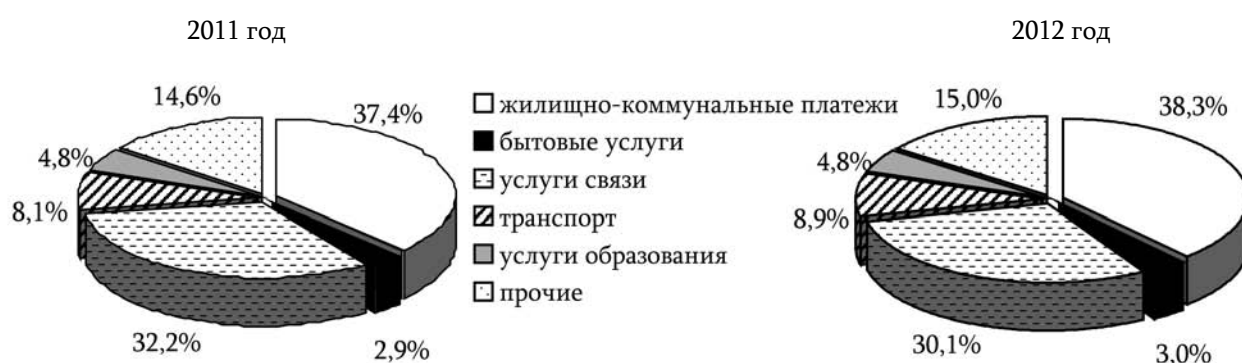 2011 год
2012 год
14,6%
37,4%
4,8%
8,1%
32,2%
2,9%
жилищно-коммунальные платежи
бытовые услуги
услуги связи
транспорт
услуги образования
прочие
15,0%
38,3%
4,8%
8,9%
30,1%
3,0%